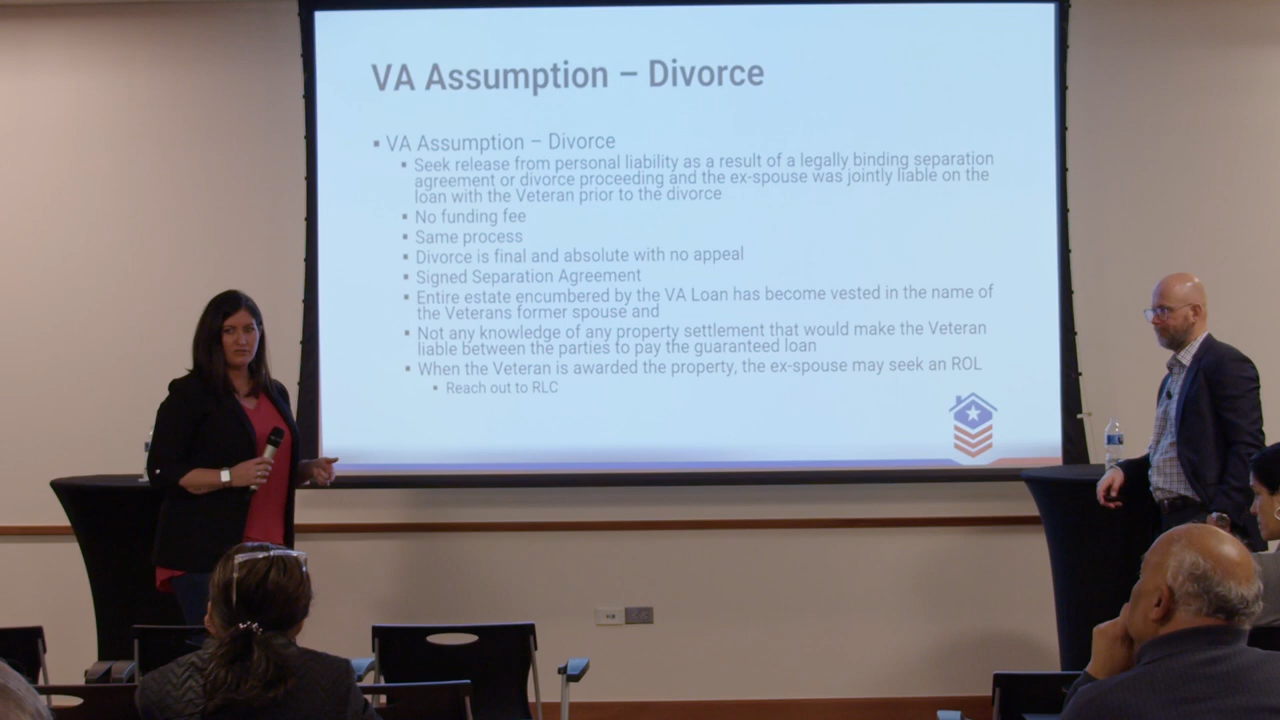 VA Assumption – Divorce
▪ VA Assumption – Divorce
▪ Seek release from personal liability as a result of a legally binding separation
agreement or divorce proceeding and the ex-spouse was jointly liable on the
loan with the Veteran prior to the divorce
▪ No funding fee
▪ Same process
▪ Divorce is final and absolute with no appeal
▪ Signed Separation Agreement
▪ Entire estate encumbered by the VA Loan has become vested in the name of
the Veterans former spouse and
▪ Not any knowledge of any property settlement that would make the Veteran
liable between the parties to pay the guaranteed loan
▪ When the Veteran is awarded the property, the ex-spouse may seek an ROL
▪ Reach out to RLC